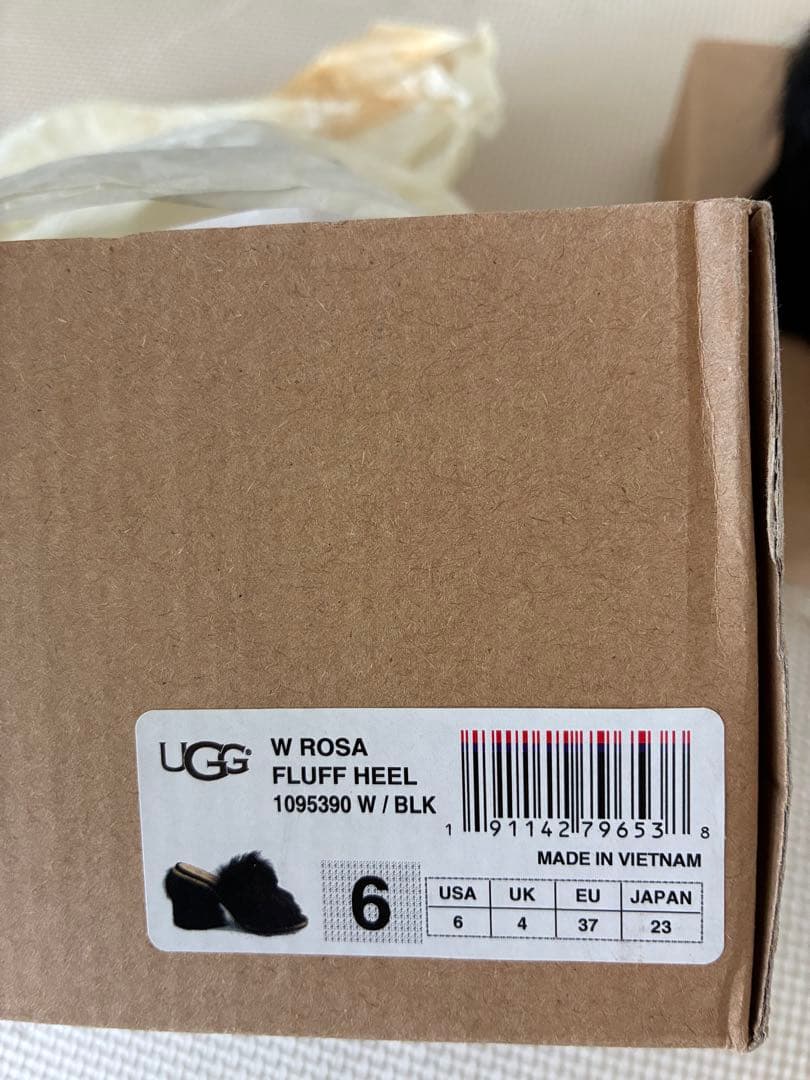 UGG®
W ROSA
FLUFF HEEL
1095390 W / BLK
1 91142 79653 8
MADE IN VIETNAM
6
USA UK EU JAPAN
6 4 37 23